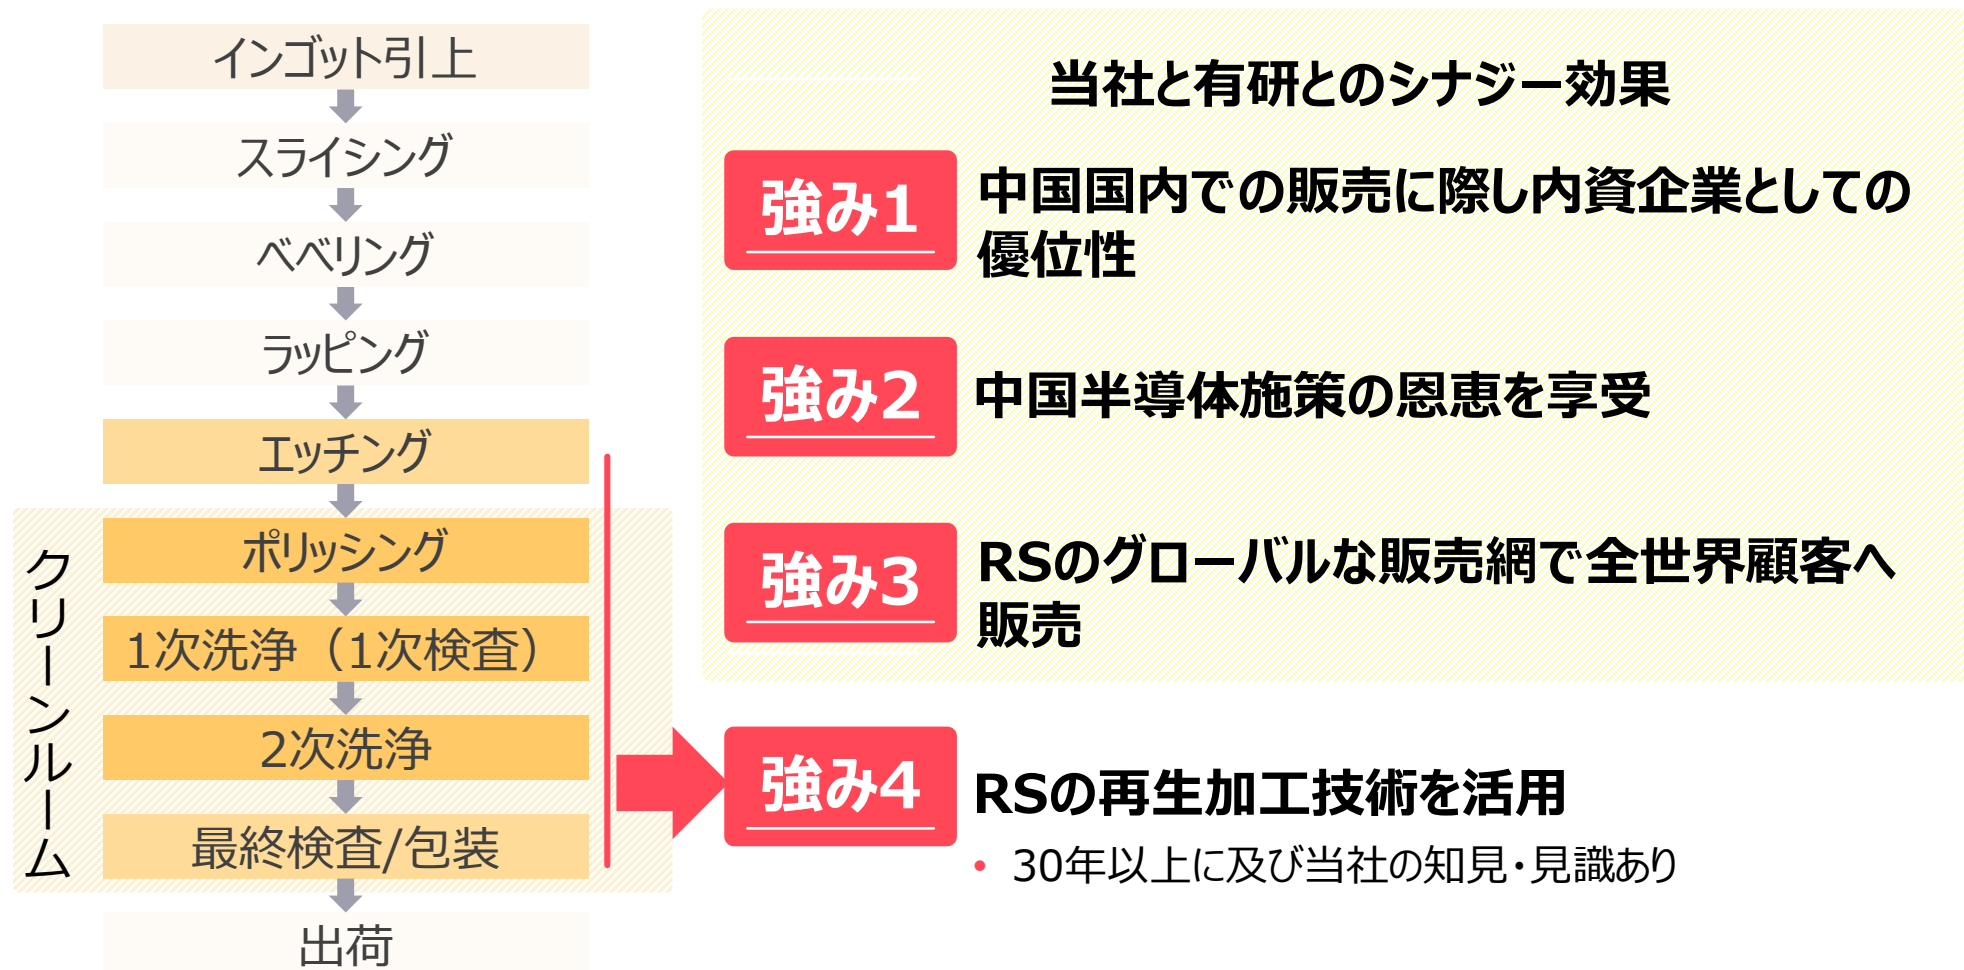 インゴット引上
スライシング
べべリング
ラッピング
エッチング
クリーンルーム
ポリッシング
1次洗浄（1次検査）
2次洗浄
最終検査/包装
出荷
当社と有研とのシナジー効果
強み1
中国国内での販売に際し内資企業としての
優位性
強み2
中国半導体施策の恩恵を享受
強み3
RSのグローバルな販売網で全世界顧客へ
販売
強み4
RSの再生加工技術を活用
• 30年以上に及び当社の知見・見識あり